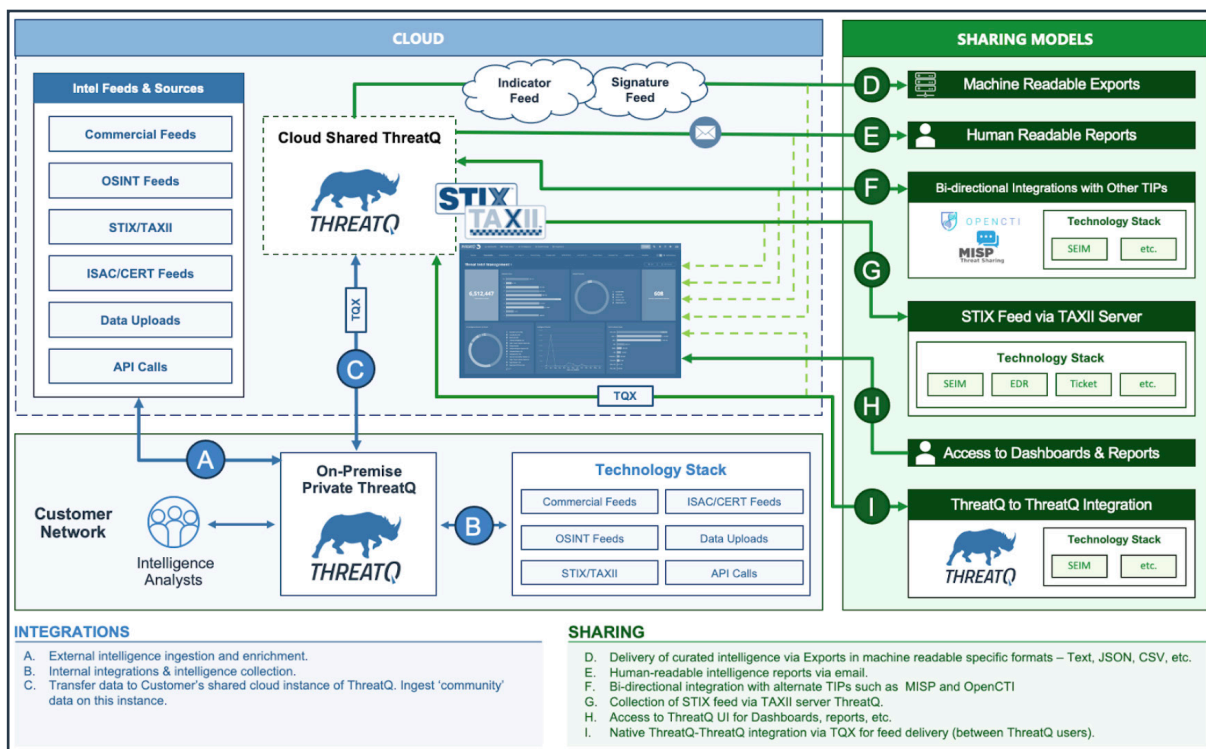 CLOUD
SHARING MODELS
Intel Feeds & Sources
Commercial Feeds
OSINT Feeds
STIX/TAXII
ISAC/CERT Feeds
Data Uploads
API Calls
Indicator
Feed
Signature
Feed
Cloud Shared ThreatQ
THREATQ
STIX
TAXII
TQX
C
TQX
D
Machine Readable Exports
E
Human Readable Reports
F
Bi-directional Integrations with Other TIPs
OPENCTI
MISP
Threat Sharing
Technology Stack
SEIM
etc.
G
STIX Feed via TAXII Server
Technology Stack
SEIM
EDR
Ticket
etc.
H
Access to Dashboards & Reports
I
ThreatQ to ThreatQ Integration
THREATQ
Technology Stack
SEIM
etc.
A
Customer
Network
Intelligence
Analysts
On-Premise
Private ThreatQ
THREATQ
B
Technology Stack
Commercial Feeds
ISAC/CERT Feeds
OSINT Feeds
Data Uploads
STIX/TAXII
API Calls
INTEGRATIONS
A. External intelligence ingestion and enrichment.
B. Internal integrations & intelligence collection.
C. Transfer data to Customer's shared cloud instance of ThreatQ. Ingest 'community'
data on this instance.
SHARING
D. Delivery of curated intelligence via Exports in machine readable specific formats – Text, JSON, CSV, etc.
E. Human-readable intelligence reports via email.
F. Bi-directional integration with alternate TIPs such as MISP and OpenCTI
G. Collection of STIX feed via TAXII server ThreatQ.
H. Access to ThreatQ UI for Dashboards, reports, etc.
I. Native ThreatQ-ThreatQ integration via TQX for feed delivery (between ThreatQ users).